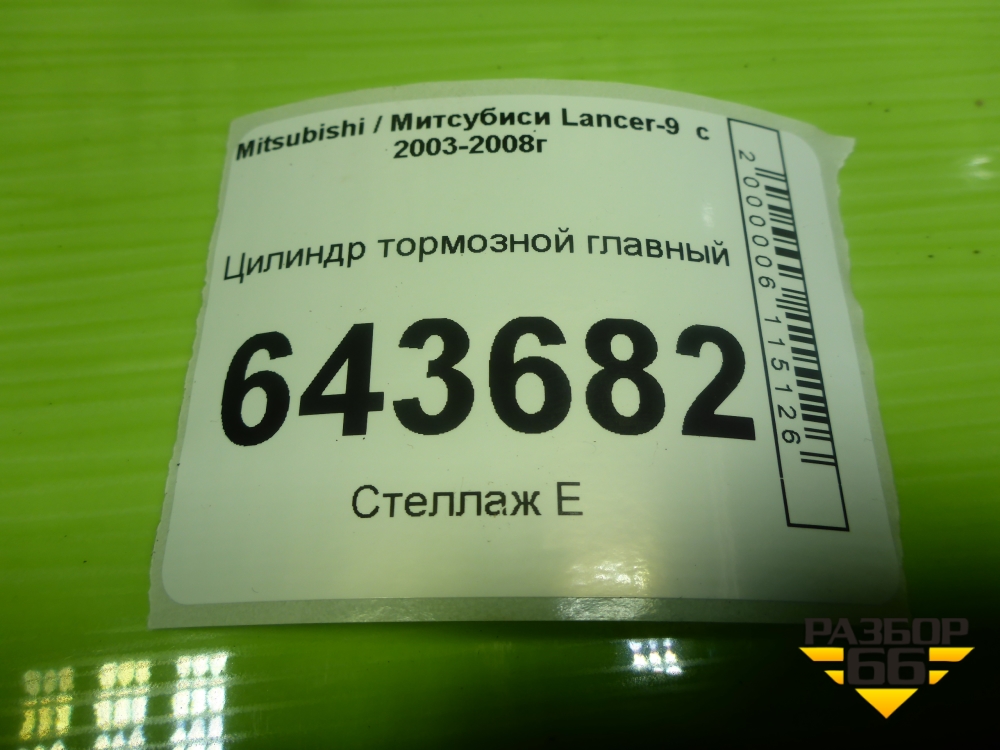 Mitsubishi / Митсубиси Lancer-9 с
2003-2008г
Цилиндр тормозной главный
643682
Стеллаж Е
2000006115126
РАЗБОР
66